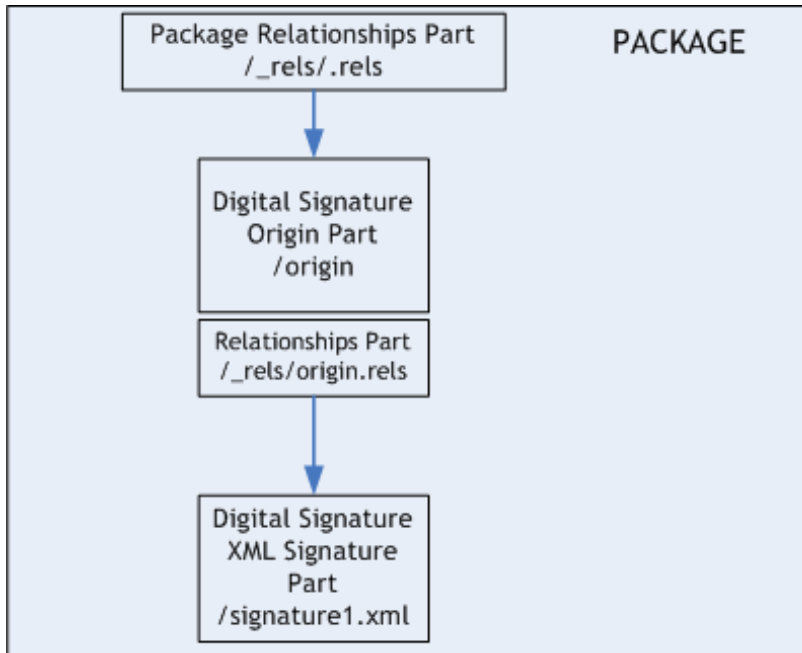 Package Relationships Part
/_rels/.rels
PACKAGE
Digital Signature
Origin Part
/origin
Relationships Part
/_rels/origin.rels
Digital Signature
XML Signature
Part
/signature1.xml